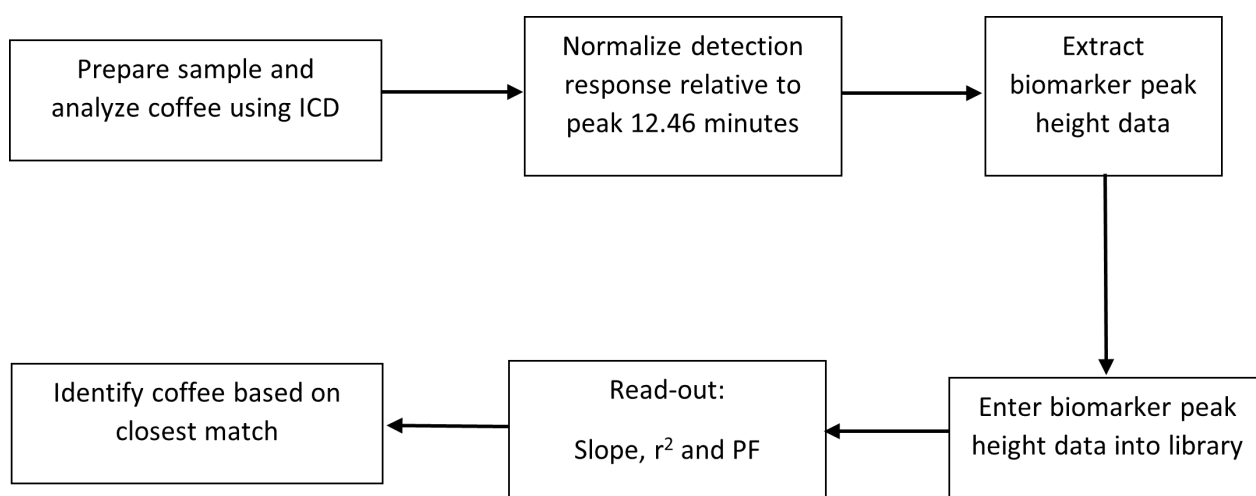 Prepare sample and
analyze coffee using ICD
Normalize detection
response relative to
peak 12.46 minutes
Extract
biomarker peak
height data
Enter biomarker peak
height data into library
Read-out:
Slope, r² and PF
Identify coffee based on
closest match